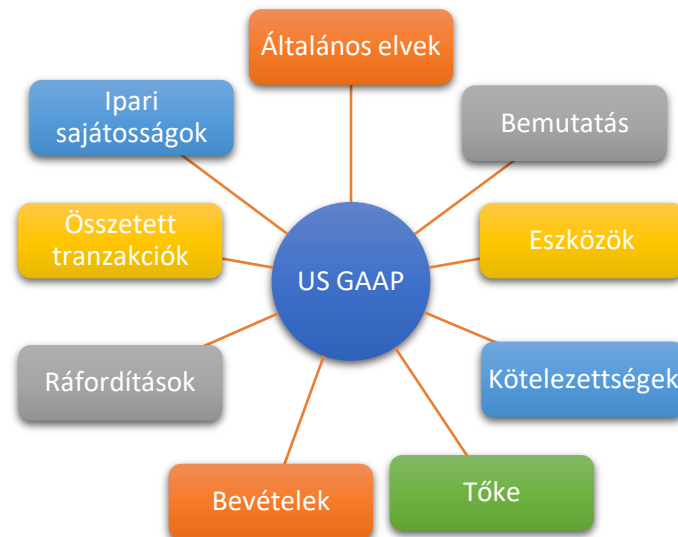 Általános elvek
Ipari
sajátosságok
Bemutatás
Összetett
tranzakciók
Eszközök
US GAAP
Ráfordítások
Kötelezettségek
Bevételek
Tőke